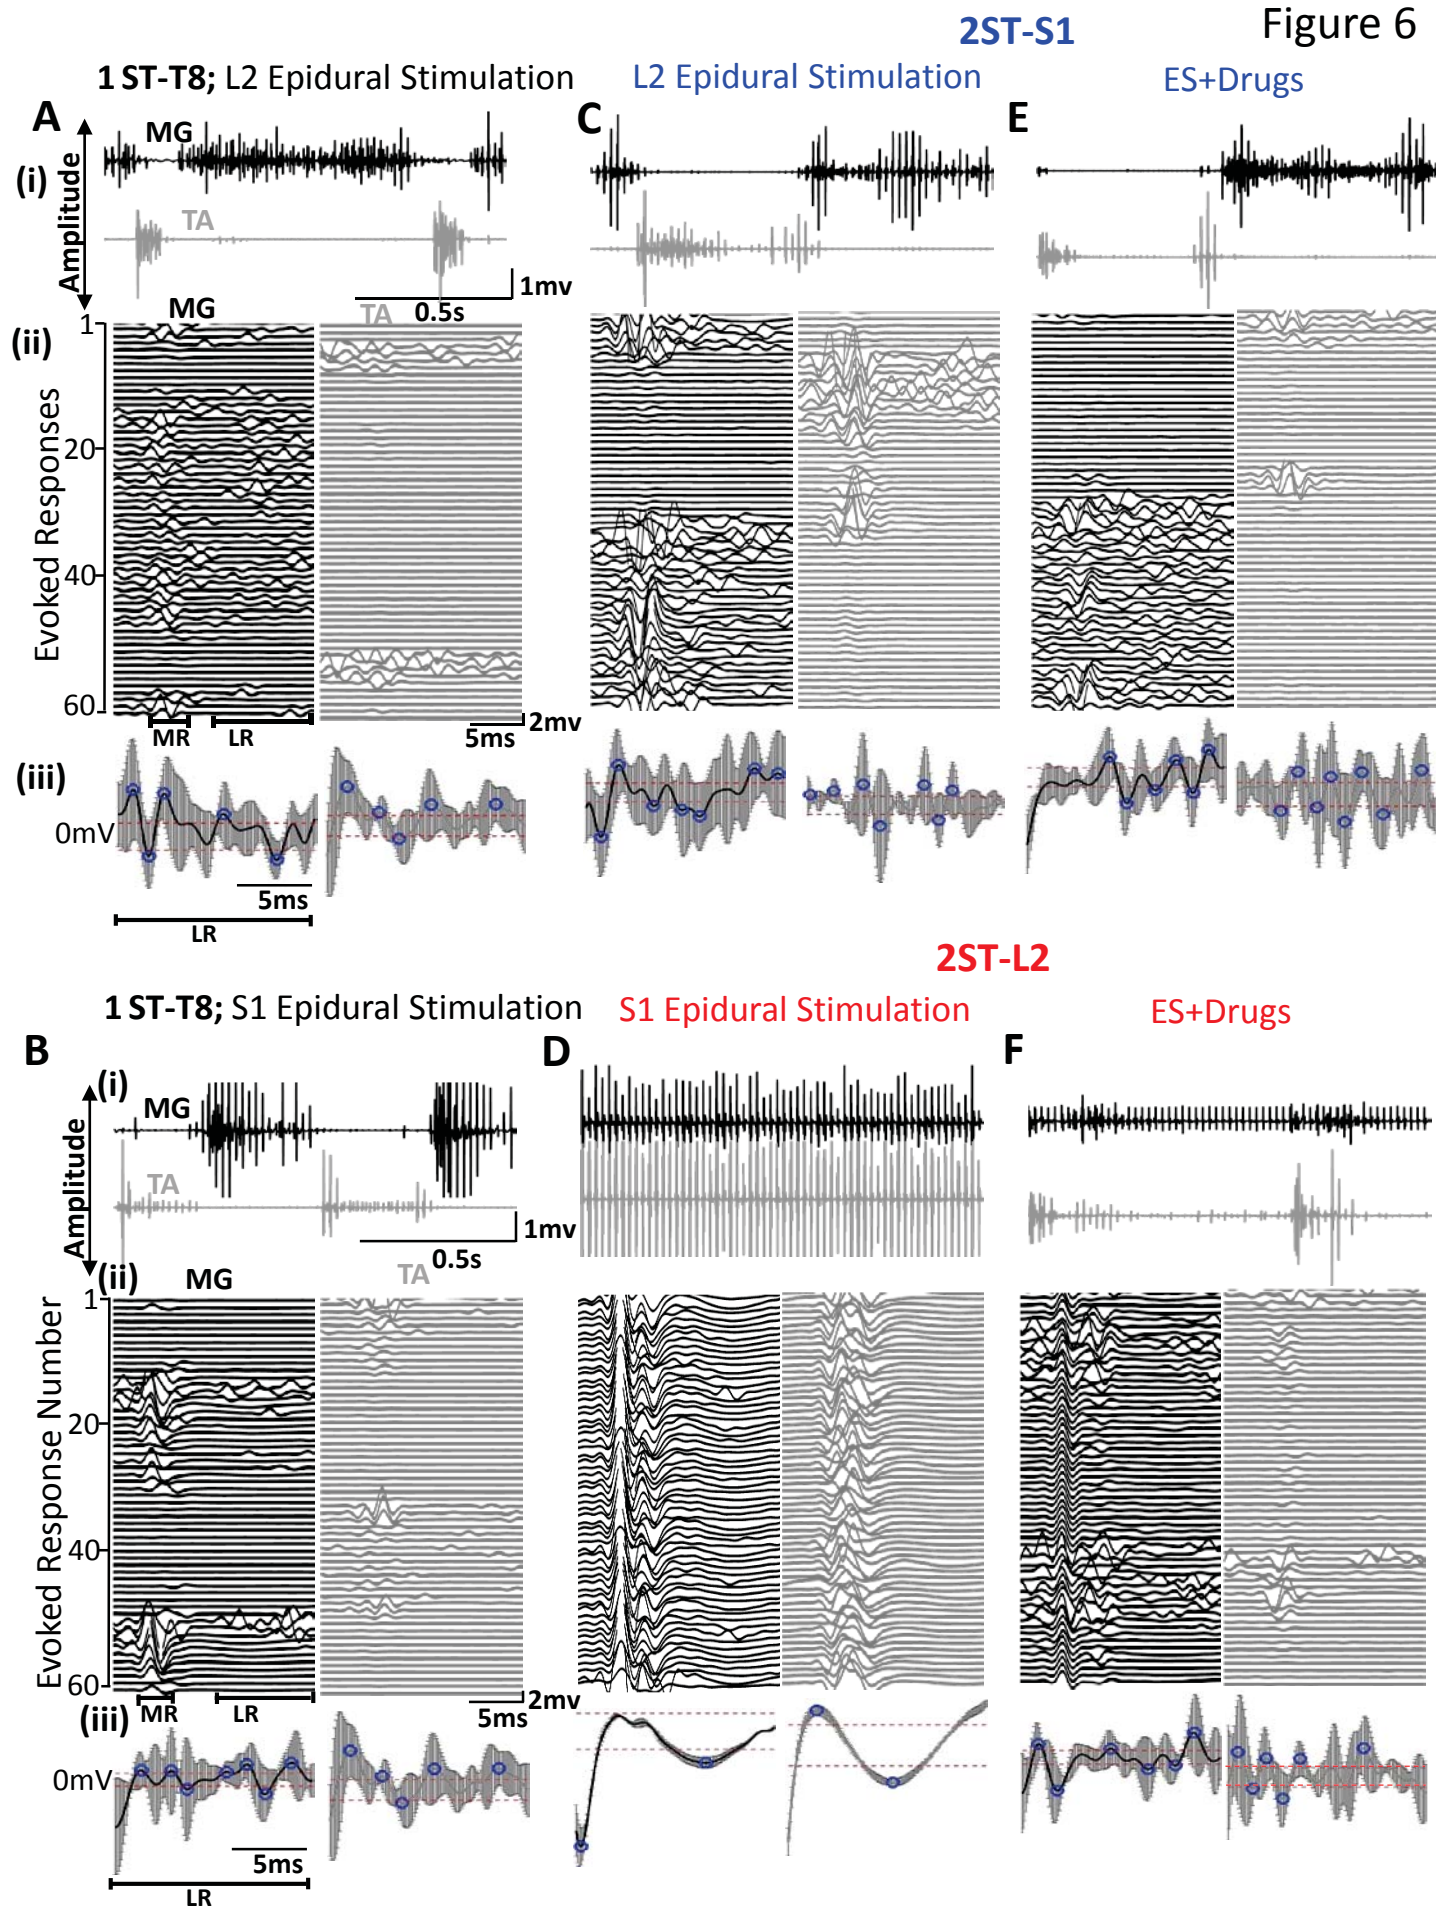 Figure 6
2ST-S1
1 ST-T8; L2 Epidural Stimulation
L2 Epidural Stimulation
ES+Drugs
A
C
E
(i)
Amplitude
MG
TA
1mv
0.5s
MG
TA
(ii)
Evoked Responses
1
20
40
60
MR
LR
5ms
2mv
(iii)
0mV
5ms
LR
2ST-L2
1 ST-T8; S1 Epidural Stimulation
S1 Epidural Stimulation
ES+Drugs
B
D
F
(i)
Amplitude
MG
TA
1mv
0.5s
(ii)
MG
TA
Evoked Response Number
1
20
40
60
MR
LR
5ms
2mv
(iii)
0mV
5ms
LR